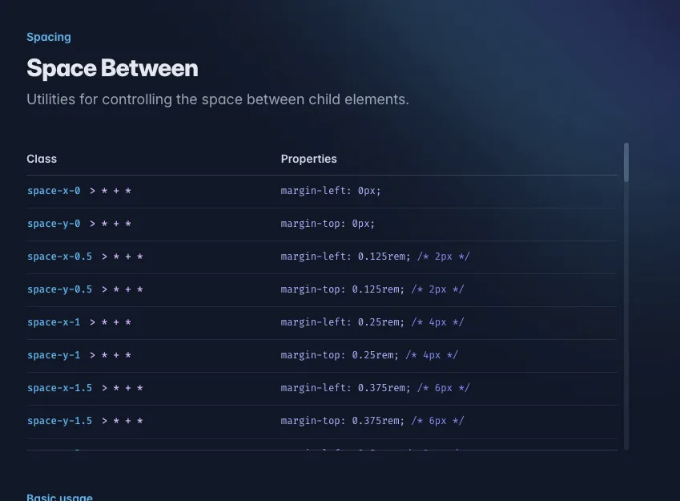 Spacing
Space Between
Utilities for controlling the space between child elements.
Class Properties
space-x-0 > * + * margin-left: 0px;
space-y-0 > * + * margin-top: 0px;
space-x-0.5 > * + * margin-left: 0.125rem; /* 2px */
space-y-0.5 > * + * margin-top: 0.125rem; /* 2px */
space-x-1 > * + * margin-left: 0.25rem; /* 4px */
space-y-1 > * + * margin-top: 0.25rem; /* 4px */
space-x-1.5 > * + * margin-left: 0.375rem; /* 6px */
space-y-1.5 > * + * margin-top: 0.375rem; /* 6px */
Basic usage